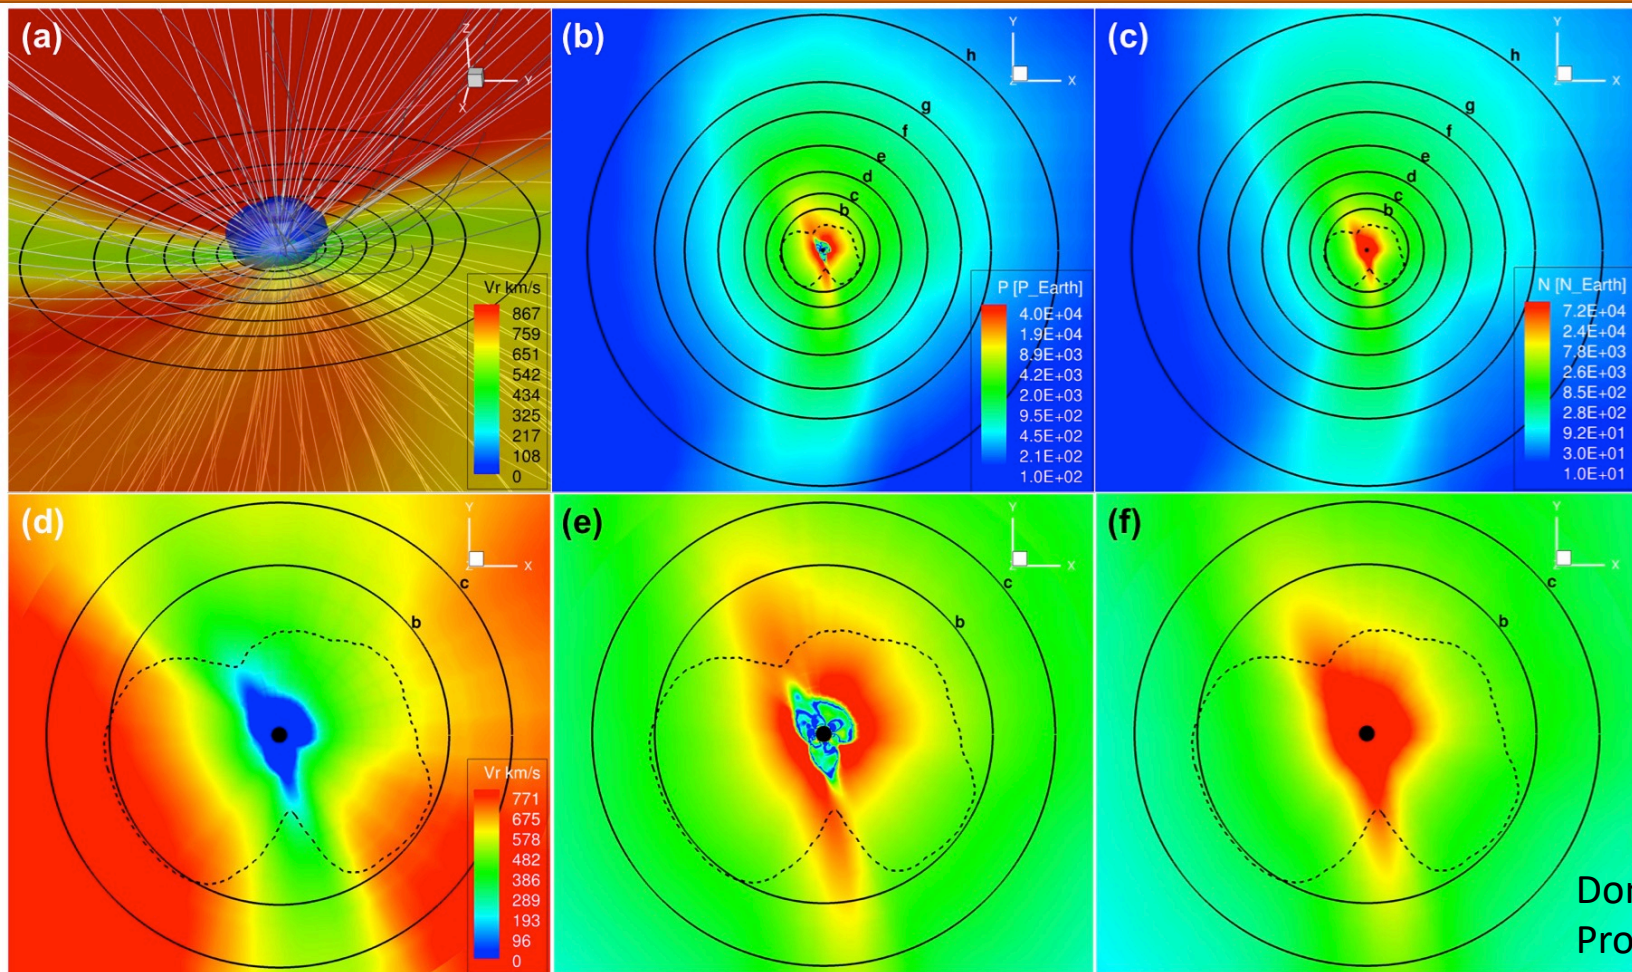 (a)
Z
Y
X
Vr km/s
867
759
651
542
434
325
217
108
0
(b)
Y
X
h
g
f
e
d
c
b
P [P_Earth]
4.0E+04
1.9E+04
8.9E+03
4.2E+03
2.0E+03
9.5E+02
4.5E+02
2.1E+02
1.0E+02
(c)
Y
X
h
g
f
e
d
c
b
N [N_Earth]
7.2E+04
2.4E+04
7.8E+03
2.6E+03
8.5E+02
2.8E+02
9.2E+01
3.0E+01
1.0E+01
(d)
Y
X
c
b
Vr km/s
771
675
578
482
386
289
193
96
0
(e)
Y
X
c
b
(f)
Y
X
c
b
Don
Pro